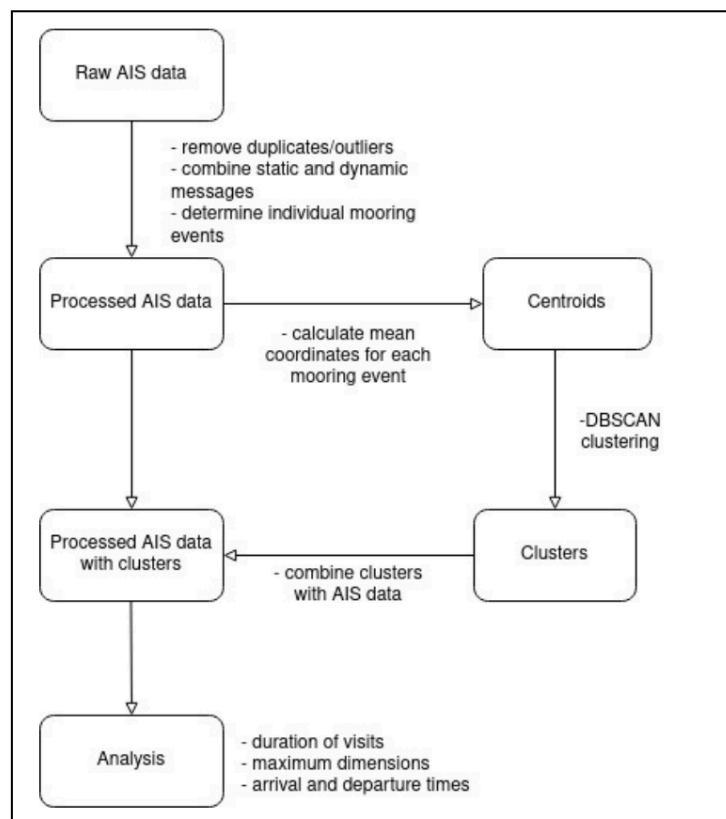 Raw AIS data
- remove duplicates/outliers
- combine static and dynamic
messages
- determine individual mooring
events
Processed AIS data
Centroids
- calculate mean
coordinates for each
mooring event
-DBSCAN
clustering
Processed AIS data
with clusters
Clusters
- combine clusters
with AIS data
Analysis
- duration of visits
- maximum dimensions
- arrival and departure times